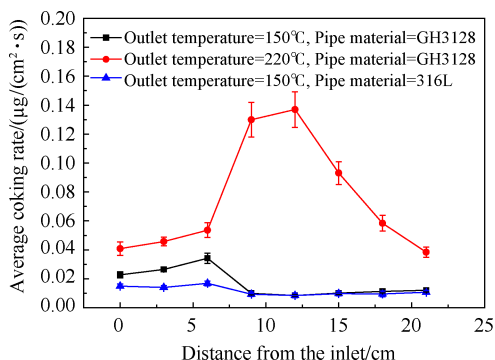 Outlet temperature=150℃, Pipe material=GH3128
Outlet temperature=220℃, Pipe material=GH3128
Outlet temperature=150℃, Pipe material=316L
Average coking rate/(μg/(cm²•s))
0.20
0.18
0.16
0.14
0.12
0.10
0.08
0.06
0.04
0.02
0.00
0 5 10 15 20 25
Distance from the inlet/cm